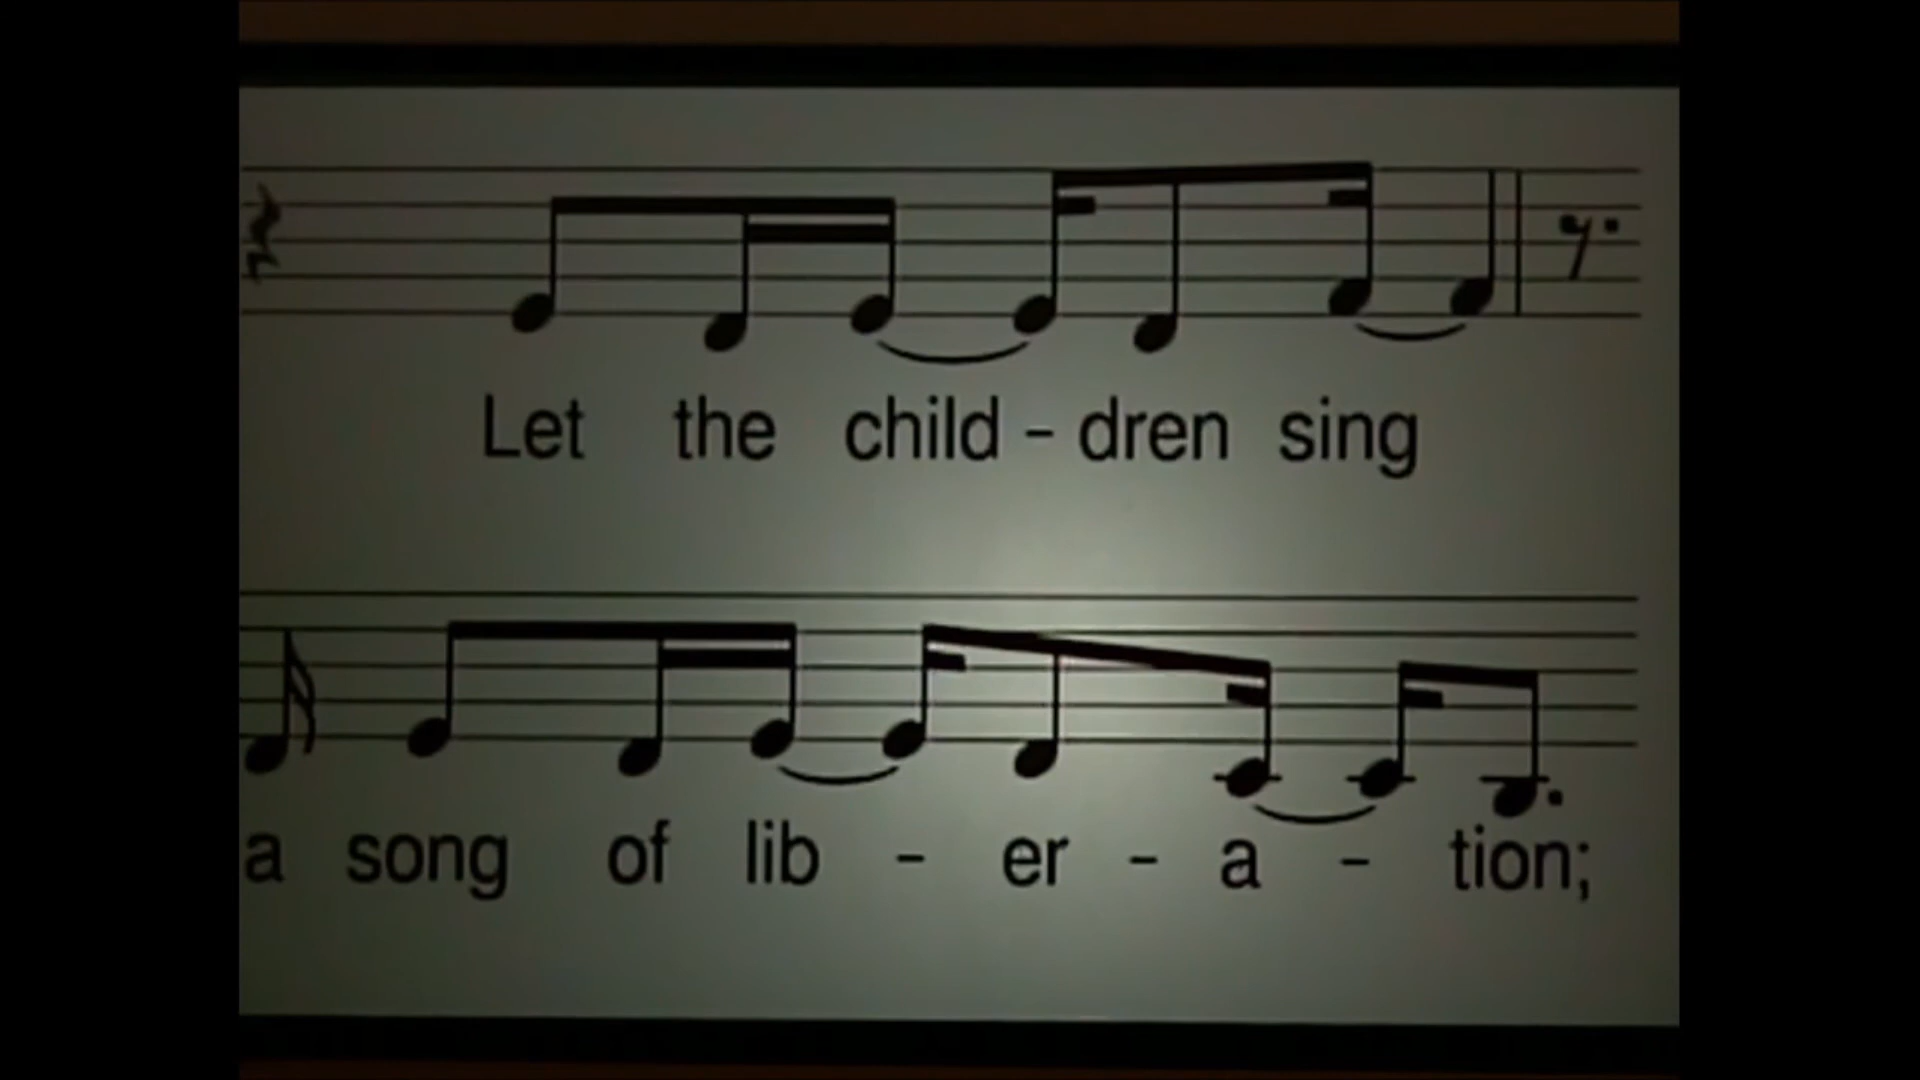 Let the child - dren sing
a song of lib - er - a - tion;